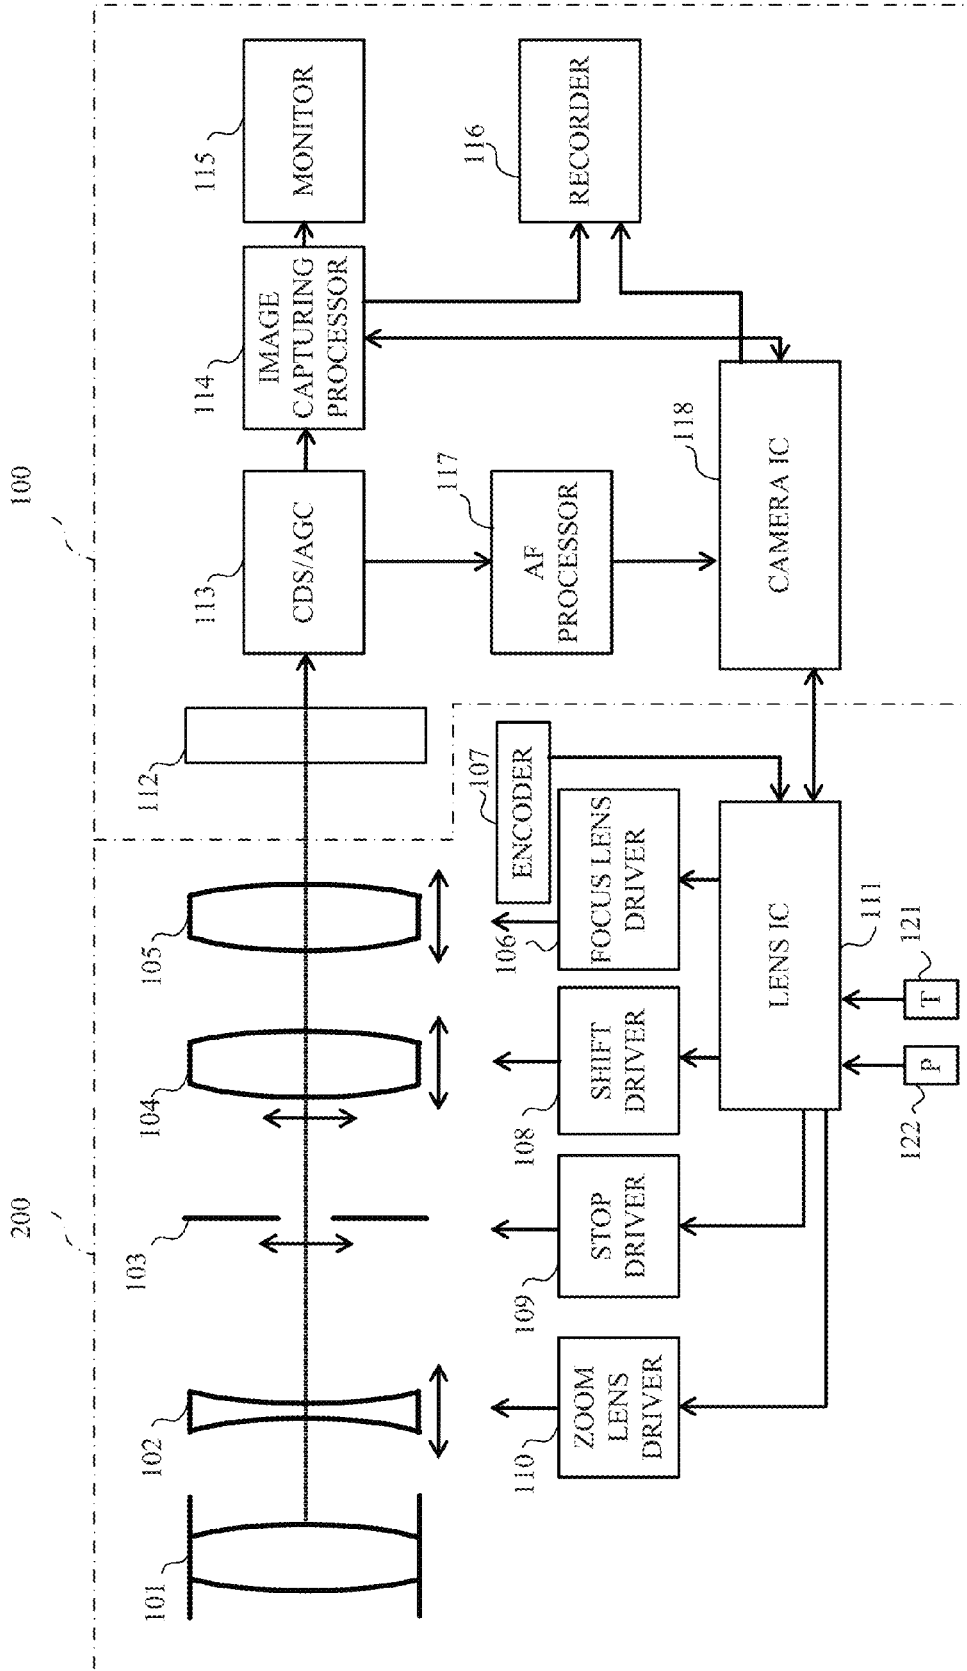 200
100
101
102
103
104
105
112
113
CDS/AGC
114
IMAGE
CAPTURING
PROCESSOR
115
MONITOR
110
ZOOM
LENS
DRIVER
109
STOP
DRIVER
108
SHIFT
DRIVER
106
FOCUS LENS
DRIVER
107
ENCODER
117
AF
PROCESSOR
116
RECORDER
LENS IC
111
118
CAMERA IC
122
P
T
121